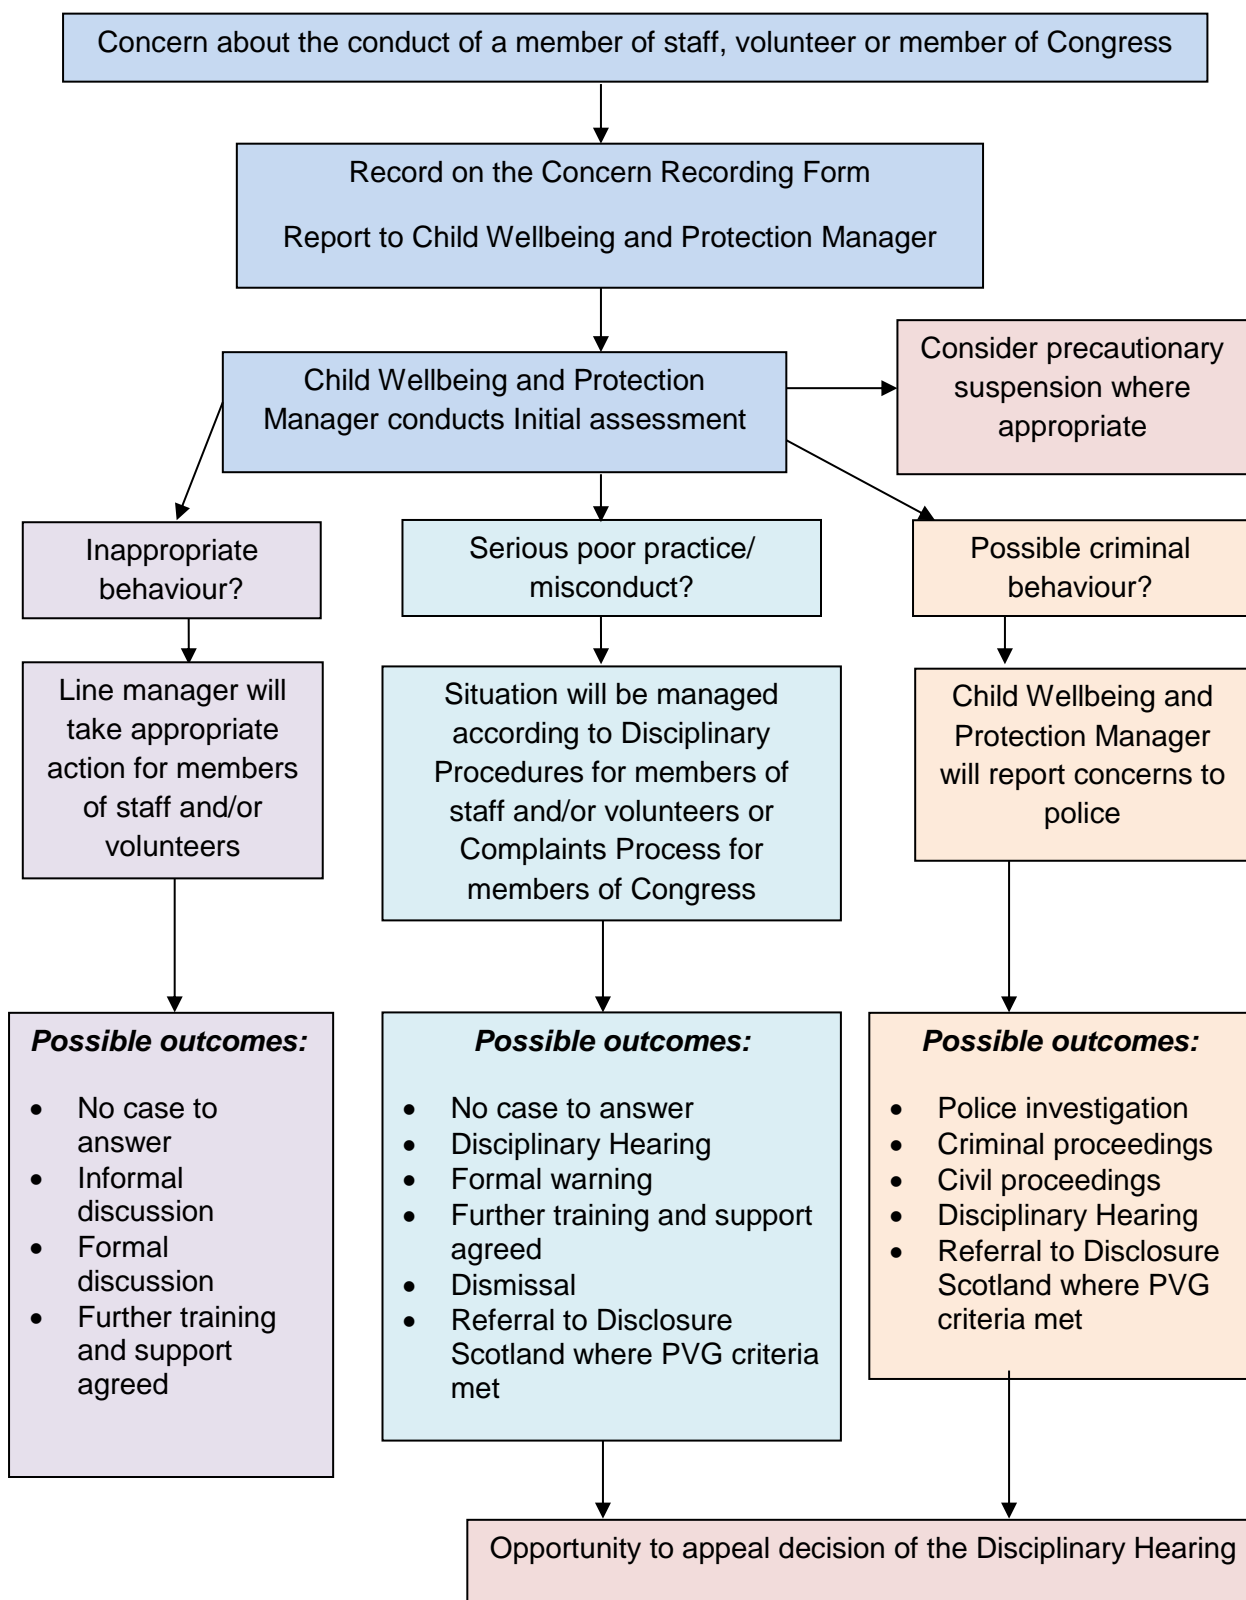 Concern about the conduct of a member of staff, volunteer or member of Congress
Record on the Concern Recording Form
Report to Child Wellbeing and Protection Manager
Child Wellbeing and Protection
Manager conducts Initial assessment
Consider precautionary
suspension where
appropriate
Inappropriate
behaviour?
Serious poor practice/
misconduct?
Possible criminal
behaviour?
Line manager will
take appropriate
action for members
of staff and/or
volunteers
Situation will be managed
according to Disciplinary
Procedures for members of
staff and/or volunteers or
Complaints Process for
members of Congress
Child Wellbeing and
Protection Manager
will report concerns to
police
Possible outcomes:
• No case to
answer
• Informal
discussion
• Formal
discussion
• Further training
and support
agreed
Possible outcomes:
• No case to answer
• Disciplinary Hearing
• Formal warning
• Further training and support
agreed
• Dismissal
• Referral to Disclosure
Scotland where PVG criteria
met
Possible outcomes:
• Police investigation
• Criminal proceedings
• Civil proceedings
• Disciplinary Hearing
• Referral to Disclosure
Scotland where PVG
criteria met
Opportunity to appeal decision of the Disciplinary Hearing